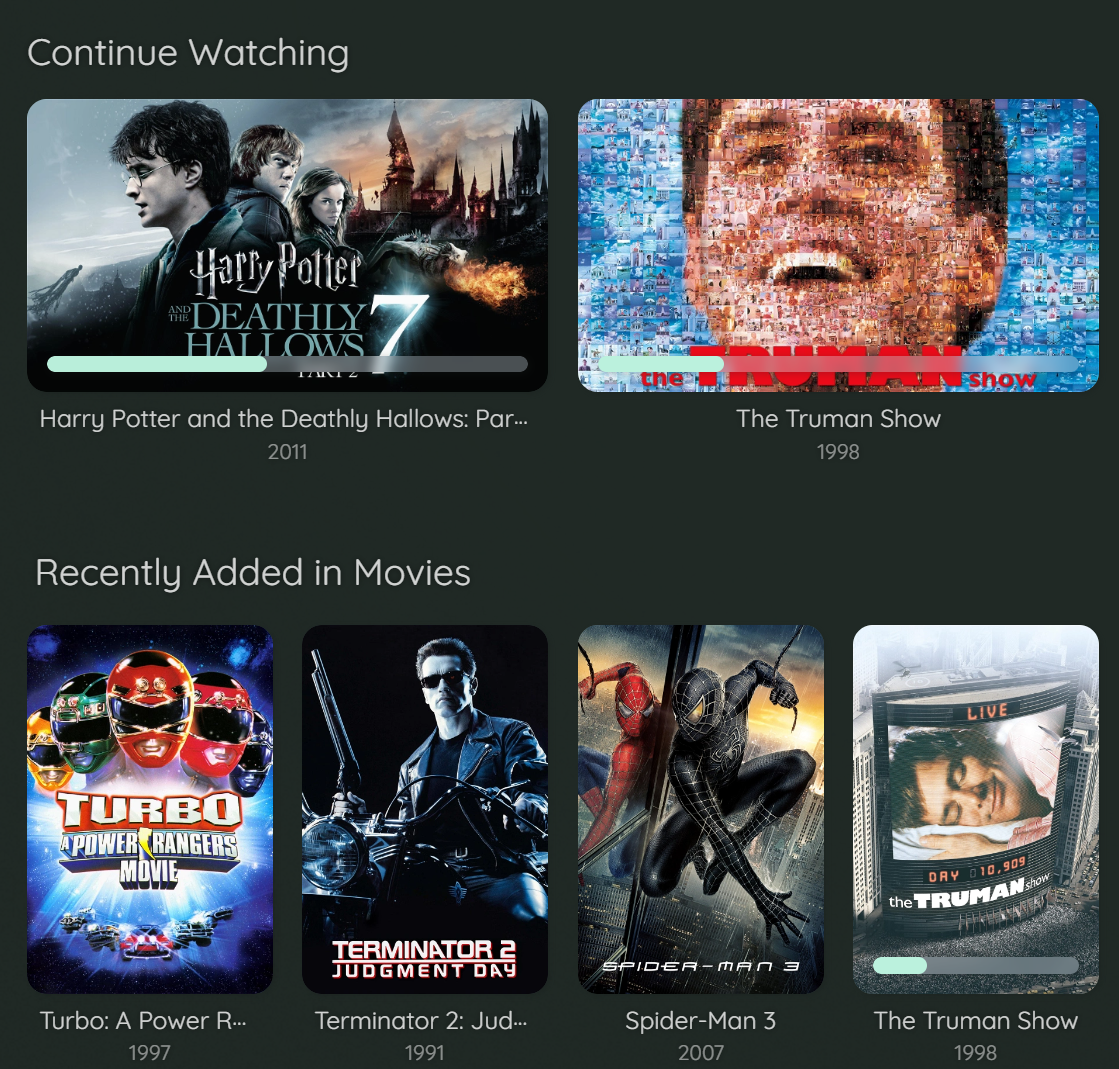 Continue Watching
Harry Potter
AND THE DEATHLY
HALLOWS 7
PART 2
the TRUMAN show
Harry Potter and the Deathly Hallows: Par...
The Truman Show
2011
1998
Recently Added in Movies
TURBO
A POWER RANGERS
MOVIE
TERMINATOR 2
JUDGMENT DAY
SPIDER-MAN 3
LIVE
DAY 10,909
the TRUMAN show
Turbo: A Power R...
Terminator 2: Jud...
Spider-Man 3
The Truman Show
1997
1991
2007
1998